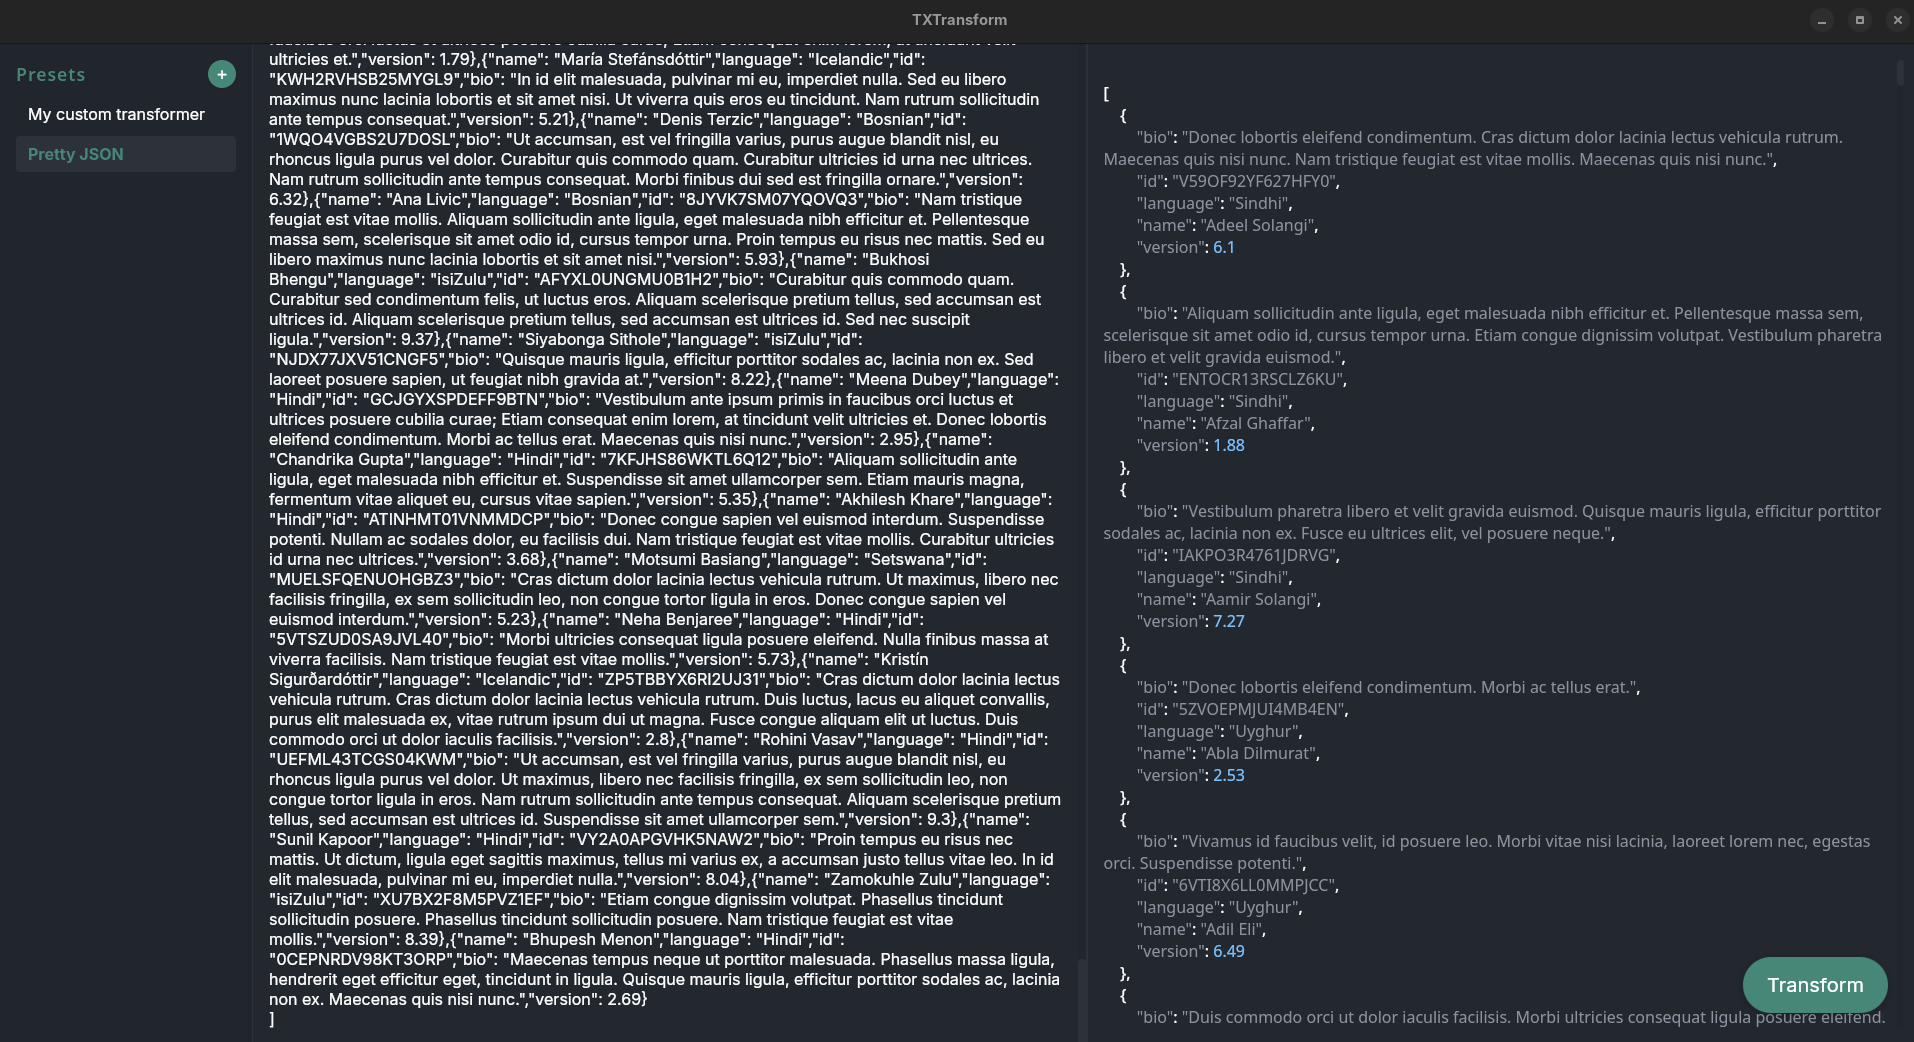 TXTransform
Presets
+
My custom transformer
Pretty JSON
ultricies et.","version": 1.79},{"name": "María Stefánsdóttir","language": "Icelandic","id":
"KWH2RVHSB25MYGL9","bio": "In id elit malesuada, pulvinar mi eu, imperdiet nulla. Sed eu libero
maximus nunc lacinia lobortis et sit amet nisi. Ut viverra quis eros eu tincidunt. Nam rutrum sollicitudin
ante tempus consequat.","version": 5.21},{"name": "Denis Terzic","language": "Bosnian","id":
"1WQO4VGBS2U7DOSL","bio": "Ut accumsan, est vel fringilla varius, purus augue blandit nisl, eu
rhoncus ligula purus vel dolor. Curabitur quis commodo quam. Curabitur ultricies id urna nec ultrices.
Nam rutrum sollicitudin ante tempus consequat. Morbi finibus dui sed est fringilla ornare.","version":
6.32},{"name": "Ana Livic","language": "Bosnian","id": "8JYVK7SM07YQOVQ3","bio": "Nam tristique
feugiat est vitae mollis. Aliquam sollicitudin ante ligula, eget malesuada nibh efficitur et. Pellentesque
massa sem, scelerisque sit amet odio id, cursus tempor urna. Proin tempus eu risus nec mattis. Sed eu
libero maximus nunc lacinia lobortis et sit amet nisi.","version": 5.93},{"name": "Bukhosi
Bhengu","language": "isiZulu","id": "AFYXL0UNGMU0B1H2","bio": "Curabitur quis commodo quam.
Curabitur sed condimentum felis, ut luctus eros. Aliquam scelerisque pretium tellus, sed accumsan est
ultrices id. Aliquam scelerisque pretium tellus, sed accumsan est ultrices id. Sed nec suscipit
ligula.","version": 9.37},{"name": "Siyabonga Sithole","language": "isiZulu","id":
"NJDX77JXV51CNGF5","bio": "Quisque mauris ligula, efficitur porttitor sodales ac, lacinia non ex. Sed
laoreet posuere sapien, ut feugiat nibh gravida at.","version": 8.22},{"name": "Meena Dubey","language":
"Hindi","id": "GCJGYXSPDEFF9BTN","bio": "Vestibulum ante ipsum primis in faucibus orci luctus et
ultrices posuere cubilia curae; Etiam consequat enim lorem, at tincidunt velit ultricies et. Donec lobortis
eleifend condimentum. Morbi ac tellus erat. Maecenas quis nisi nunc.","version": 2.95},{"name":
"Chandrika Gupta","language": "Hindi","id": "7KFJHS86WKTL6Q12","bio": "Aliquam sollicitudin ante
ligula, eget malesuada nibh efficitur et. Suspendisse sit amet ullamcorper sem. Etiam mauris magna,
fermentum vitae aliquet eu, cursus vitae sapien.","version": 5.35},{"name": "Akhilesh Khare","language":
"Hindi","id": "ATINHMT01VNMMDCP","bio": "Donec congue sapien vel euismod interdum. Suspendisse
potenti. Nullam ac sodales dolor, eu facilisis dui. Nam tristique feugiat est vitae mollis. Curabitur ultricies
id urna nec ultrices.","version": 3.68},{"name": "Motsumi Basiang","language": "Setswana","id":
"MUELSFQENUOHGBZ3","bio": "Cras dictum dolor lacinia lectus vehicula rutrum. Ut maximus, libero nec
facilisis fringilla, ex sem sollicitudin leo, non congue tortor ligula in eros. Donec congue sapien vel
euismod interdum.","version": 5.23},{"name": "Neha Benjaree","language": "Hindi","id":
"5VTSZUD0SA9JVL40","bio": "Morbi ultricies consequat ligula posuere eleifend. Nulla finibus massa at
viverra facilisis. Nam tristique feugiat est vitae mollis.","version": 5.73},{"name": "Kristín
Sigurðardóttir","language": "Icelandic","id": "ZP5TBBYX6RI2UJ31","bio": "Cras dictum dolor lacinia lectus
vehicula rutrum. Cras dictum dolor lacinia lectus vehicula rutrum. Duis luctus, lacus eu aliquet convallis,
purus elit malesuada ex, vitae rutrum ipsum dui ut magna. Fusce congue aliquam elit ut luctus. Duis
commodo orci ut dolor iaculis facilisis.","version": 2.8},{"name": "Rohini Vasav","language": "Hindi","id":
"UEFML43TCGS04KWM","bio": "Ut accumsan, est vel fringilla varius, purus augue blandit nisl, eu
rhoncus ligula purus vel dolor. Ut maximus, libero nec facilisis fringilla, ex sem sollicitudin leo, non
congue tortor ligula in eros. Nam rutrum sollicitudin ante tempus consequat. Aliquam scelerisque pretium
tellus, sed accumsan est ultrices id. Suspendisse sit amet ullamcorper sem.","version": 9.3},{"name":
"Sunil Kapoor","language": "Hindi","id": "VY2A0APGVHK5NAW2","bio": "Proin tempus eu risus nec
mattis. Ut dictum, ligula eget sagittis maximus, tellus mi varius ex, a accumsan justo tellus vitae leo. In id
elit malesuada, pulvinar mi eu, imperdiet nulla.","version": 8.04},{"name": "Zamokuhle Zulu","language":
"isiZulu","id": "XU7BX2F8M5PVZ1EF","bio": "Etiam congue dignissim volutpat. Phasellus tincidunt
sollicitudin posuere. Phasellus tincidunt sollicitudin posuere. Nam tristique feugiat est vitae
mollis.","version": 8.39},{"name": "Bhupesh Menon","language": "Hindi","id":
"0CEPNRDV98KT3ORP","bio": "Maecenas tempus neque ut porttitor malesuada. Phasellus massa ligula,
hendrerit eget efficitur eget, tincidunt in ligula. Quisque mauris ligula, efficitur porttitor sodales ac, lacinia
non ex. Maecenas quis nisi nunc.","version": 2.69}
]
[
{
"bio": "Donec lobortis eleifend condimentum. Cras dictum dolor lacinia lectus vehicula rutrum.
Maecenas quis nisi nunc. Nam tristique feugiat est vitae mollis. Maecenas quis nisi nunc.",
"id": "V59OF92YF627HFY0",
"language": "Sindhi",
"name": "Adeel Solangi",
"version": 6.1
},
{
"bio": "Aliquam sollicitudin ante ligula, eget malesuada nibh efficitur et. Pellentesque massa sem,
scelerisque sit amet odio id, cursus tempor urna. Etiam congue dignissim volutpat. Vestibulum pharetra
libero et velit gravida euismod.",
"id": "ENTOCR13RSCLZ6KU",
"language": "Sindhi",
"name": "Afzal Ghaffar",
"version": 1.88
},
{
"bio": "Vestibulum pharetra libero et velit gravida euismod. Quisque mauris ligula, efficitur porttitor
sodales ac, lacinia non ex. Fusce eu ultrices elit, vel posuere neque.",
"id": "IAKPO3R4761JDRVG",
"language": "Sindhi",
"name": "Aamir Solangi",
"version": 7.27
},
{
"bio": "Donec lobortis eleifend condimentum. Morbi ac tellus erat.",
"id": "5ZVOEPMJUI4MB4EN",
"language": "Uyghur",
"name": "Abla Dilmurat",
"version": 2.53
},
{
"bio": "Vivamus id faucibus velit, id posuere leo. Morbi vitae nisi lacinia, laoreet lorem nec, egestas
orci. Suspendisse potenti.",
"id": "6VTI8X6LL0MMPJCC",
"language": "Uyghur",
"name": "Adil Eli",
"version": 6.49
},
{
"bio": "Duis commodo orci ut dolor iaculis facilisis. Morbi ultricies consequat ligula posuere eleifend.
Transform